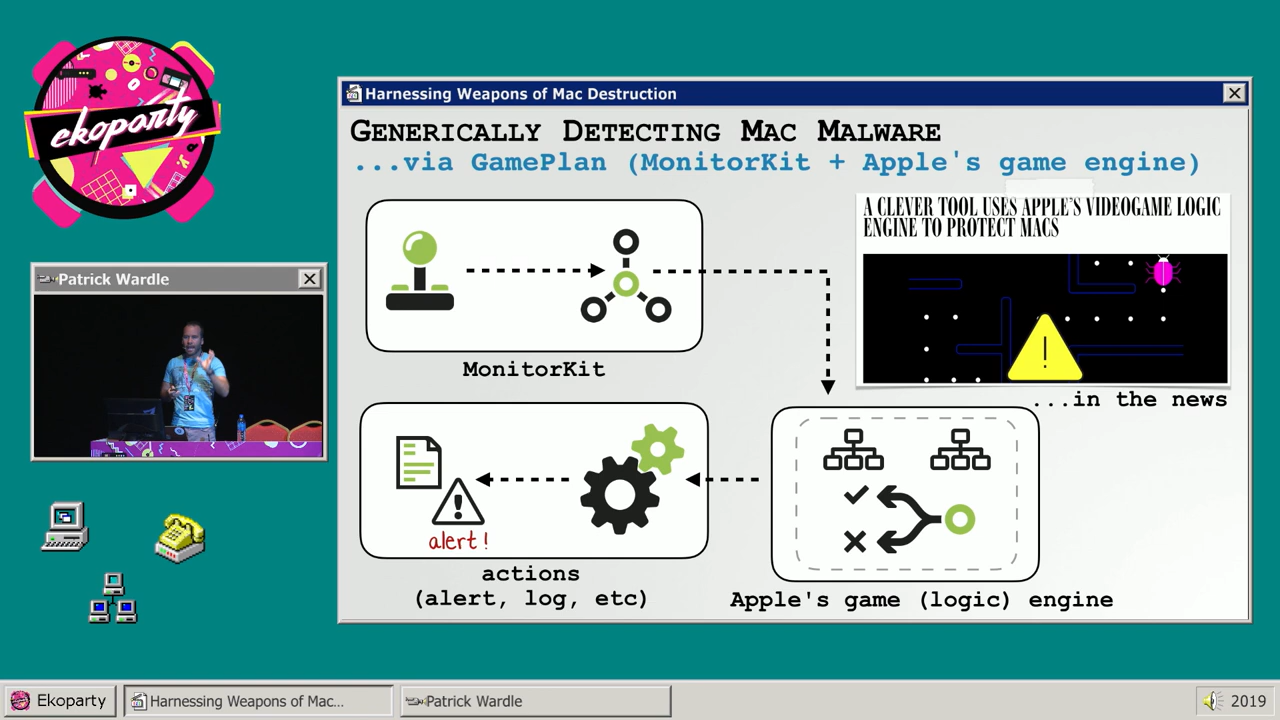 ekoparty
Harnessing Weapons of Mac Destruction
Generically Detecting Mac Malware
...via GamePlan (MonitorKit + Apple's game engine)
A CLEVER TOOL USES APPLE'S VIDEOGAME LOGIC
ENGINE TO PROTECT MACS
Patrick Wardle
MonitorKit
...in the news
alert!
actions
(alert, log, etc)
Apple's game (logic) engine
Ekoparty
Harnessing Weapons of Mac...
Patrick Wardle
2019